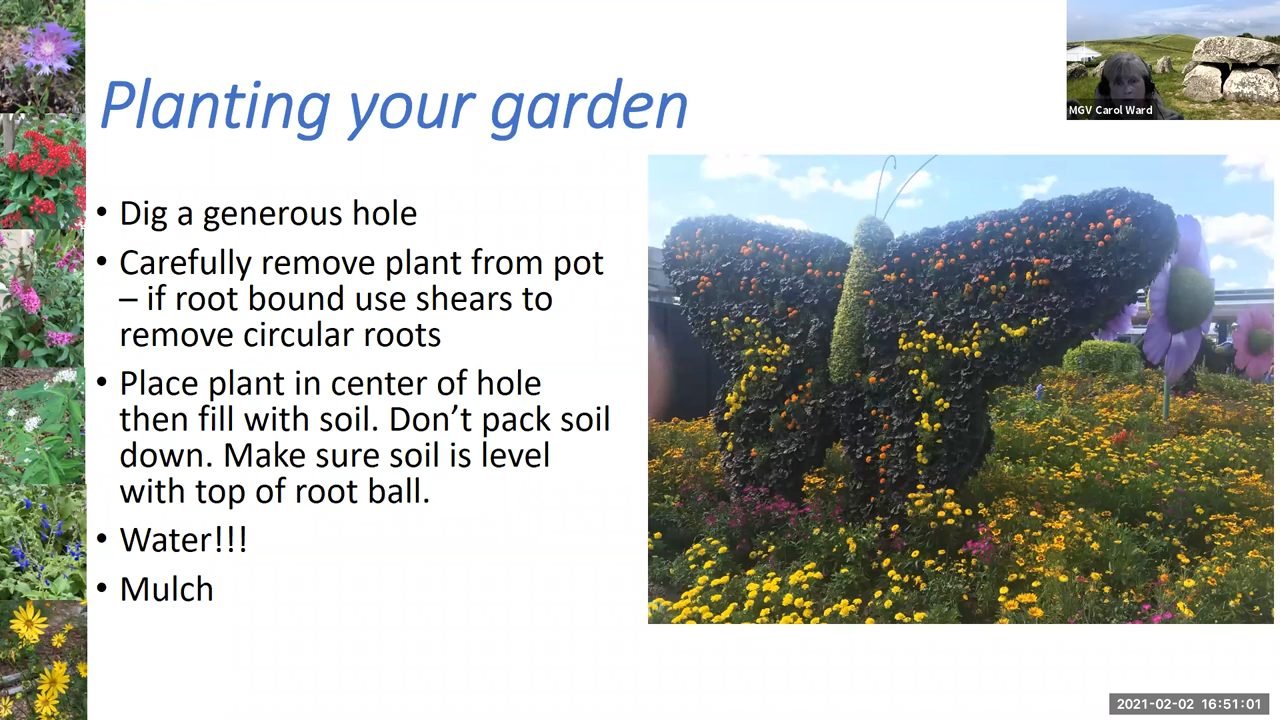 MGV Carol Ward
Planting your garden
• Dig a generous hole
• Carefully remove plant from pot
– if root bound use shears to
remove circular roots
• Place plant in center of hole
then fill with soil. Don’t pack soil
down. Make sure soil is level
with top of root ball.
• Water!!!
• Mulch
2021-02-02 16:51:01